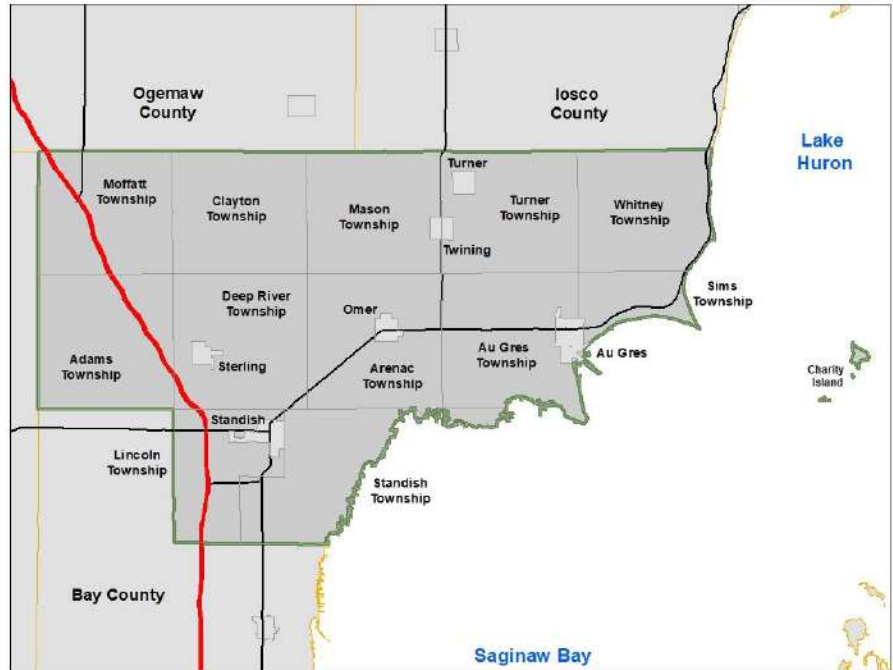 Ogemaw
County
Iosco
County
Lake
Huron
Moffatt
Township
Clayton
Township
Mason
Township
Turner
Turner
Township
Whitney
Township
Twining
Sims
Township
Deep River
Township
Omer
Adams
Township
Sterling
Arenac
Township
Au Gres
Township
Au Gres
Charity
Island
Standish
Lincoln
Township
Standish
Township
Bay County
Saginaw Bay